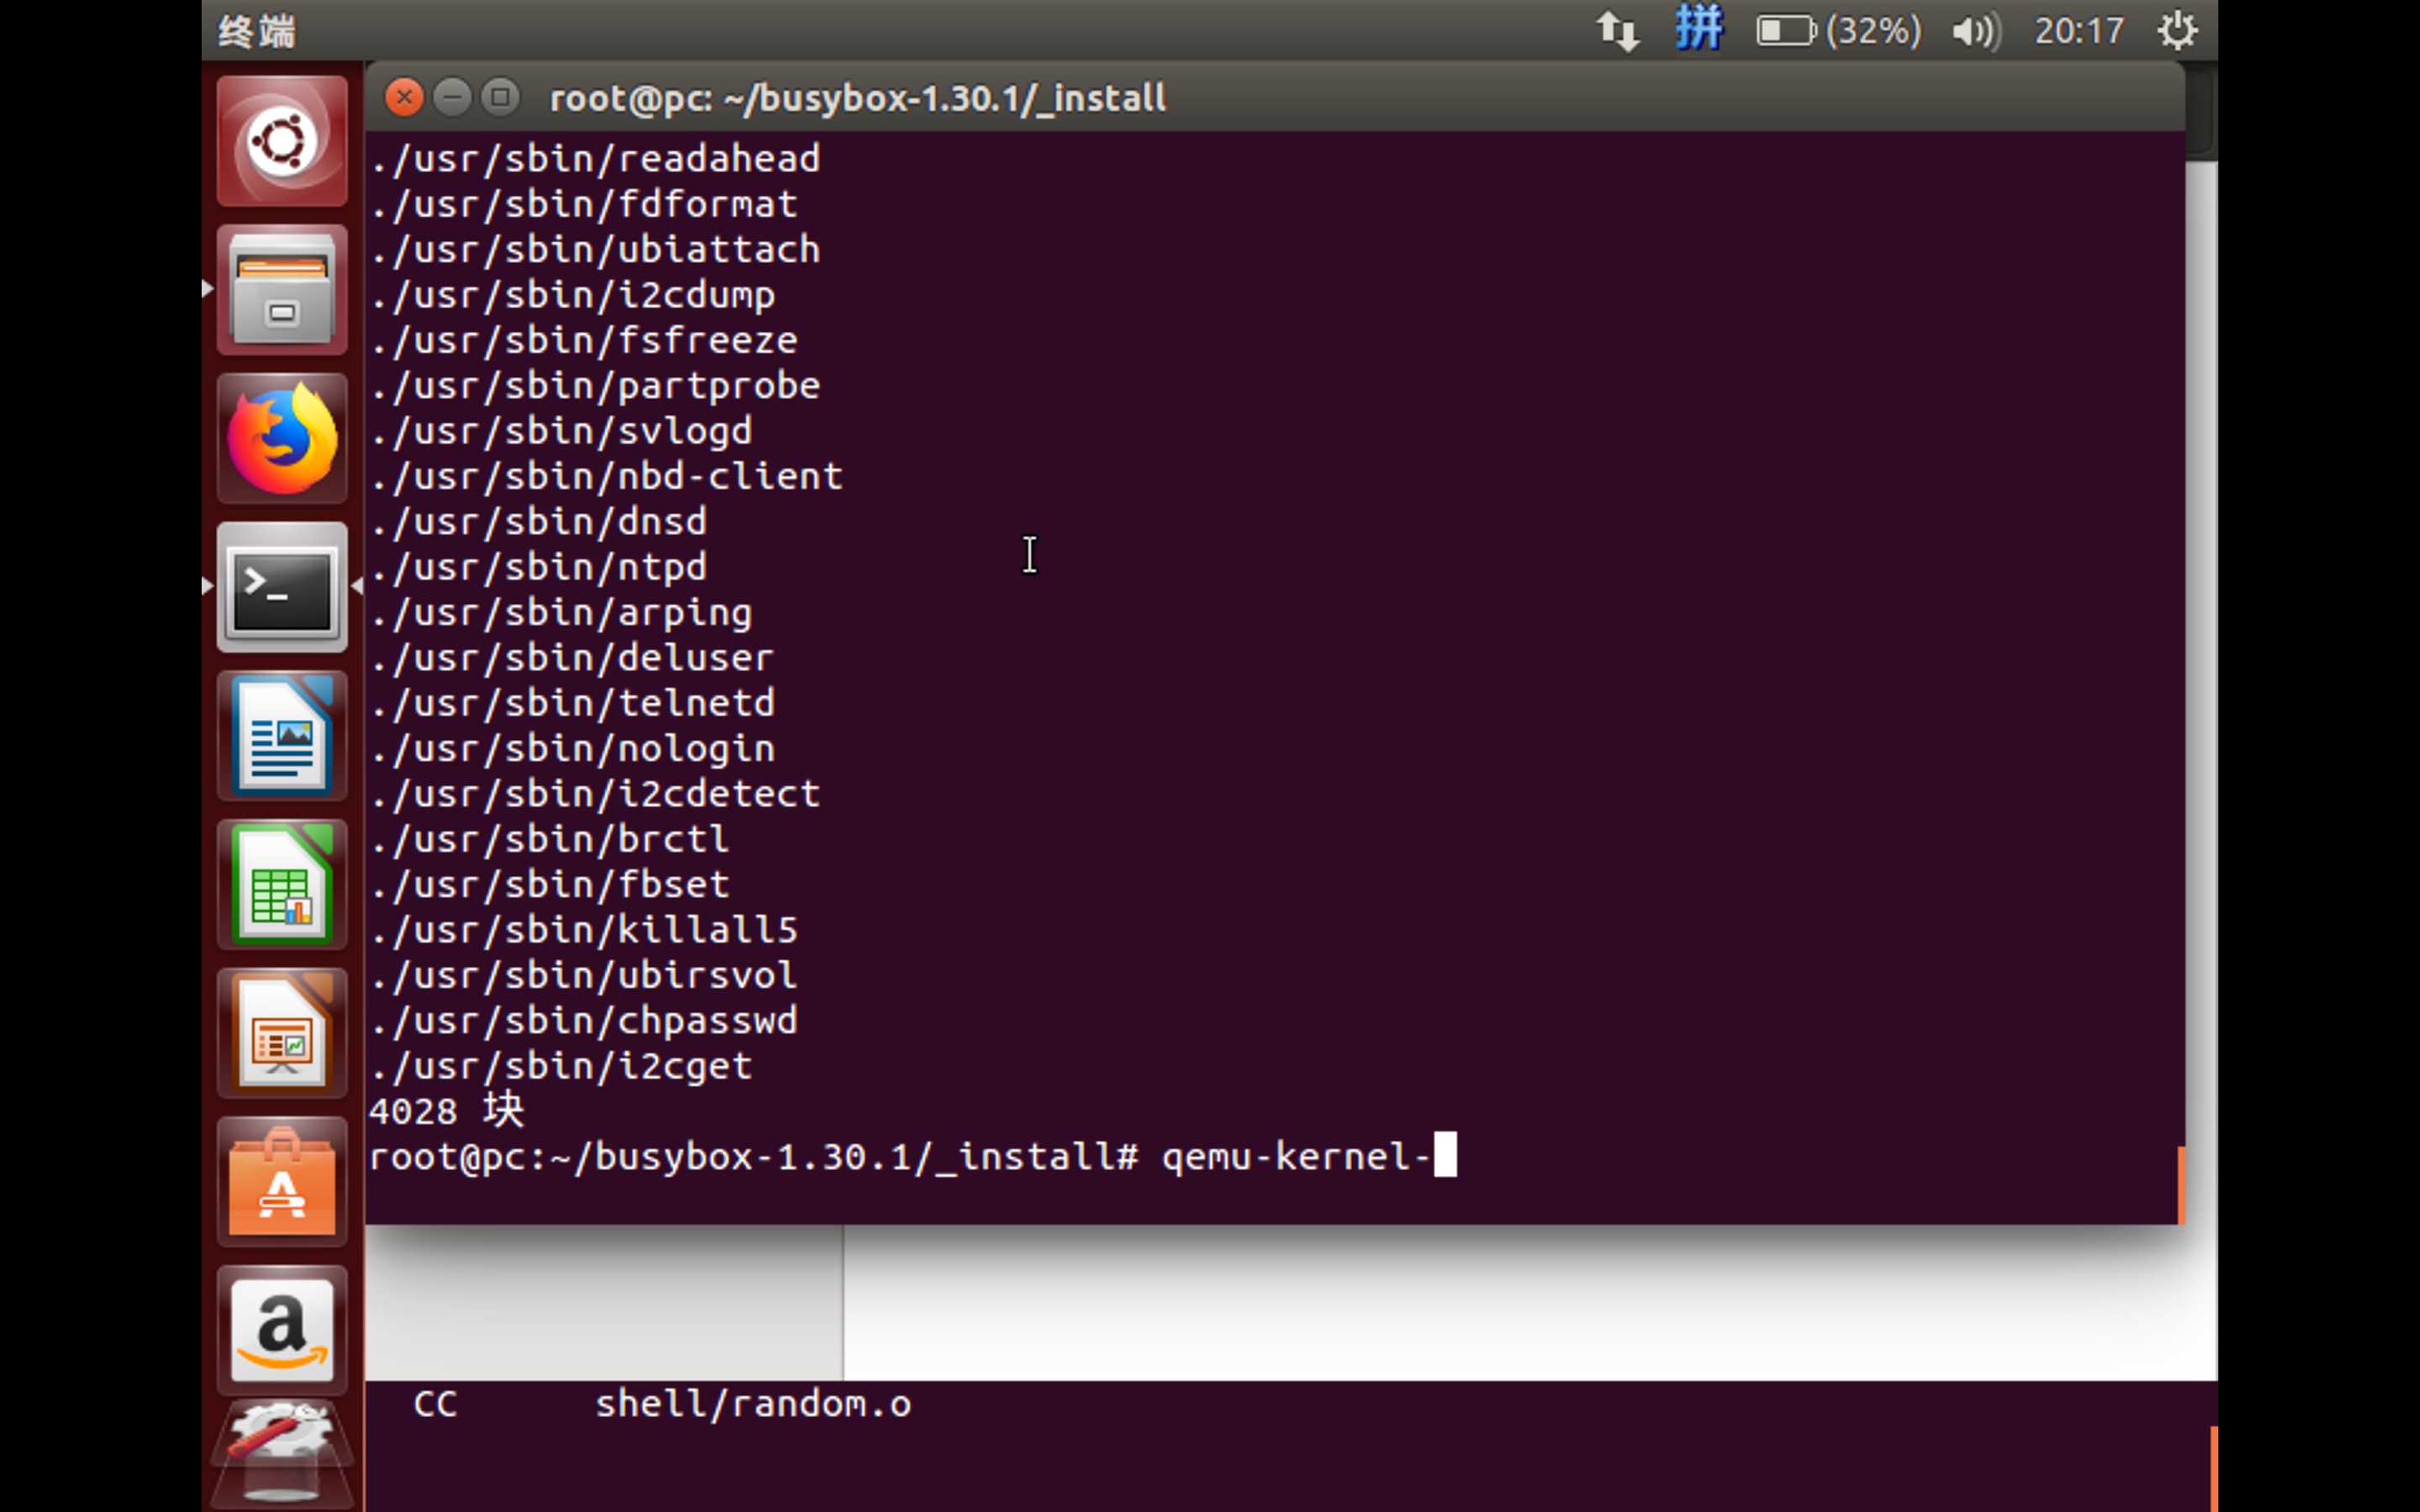 终端
拼
(32%)
20:17
root@pc: ~/busybox-1.30.1/_install
./usr/sbin/readahead
./usr/sbin/fdformat
./usr/sbin/ubiattach
./usr/sbin/i2cdump
./usr/sbin/fsfreeze
./usr/sbin/partprobe
./usr/sbin/svlogd
./usr/sbin/nbd-client
./usr/sbin/dnsd
./usr/sbin/ntpd
./usr/sbin/arping
./usr/sbin/deluser
./usr/sbin/telnetd
./usr/sbin/nologin
./usr/sbin/i2cdetect
./usr/sbin/brctl
./usr/sbin/fbset
./usr/sbin/killall5
./usr/sbin/ubirsvol
./usr/sbin/chpasswd
./usr/sbin/i2cget
4028 块
root@pc:~/busybox-1.30.1/_install# qemu-kernel-
CC shell/random.o